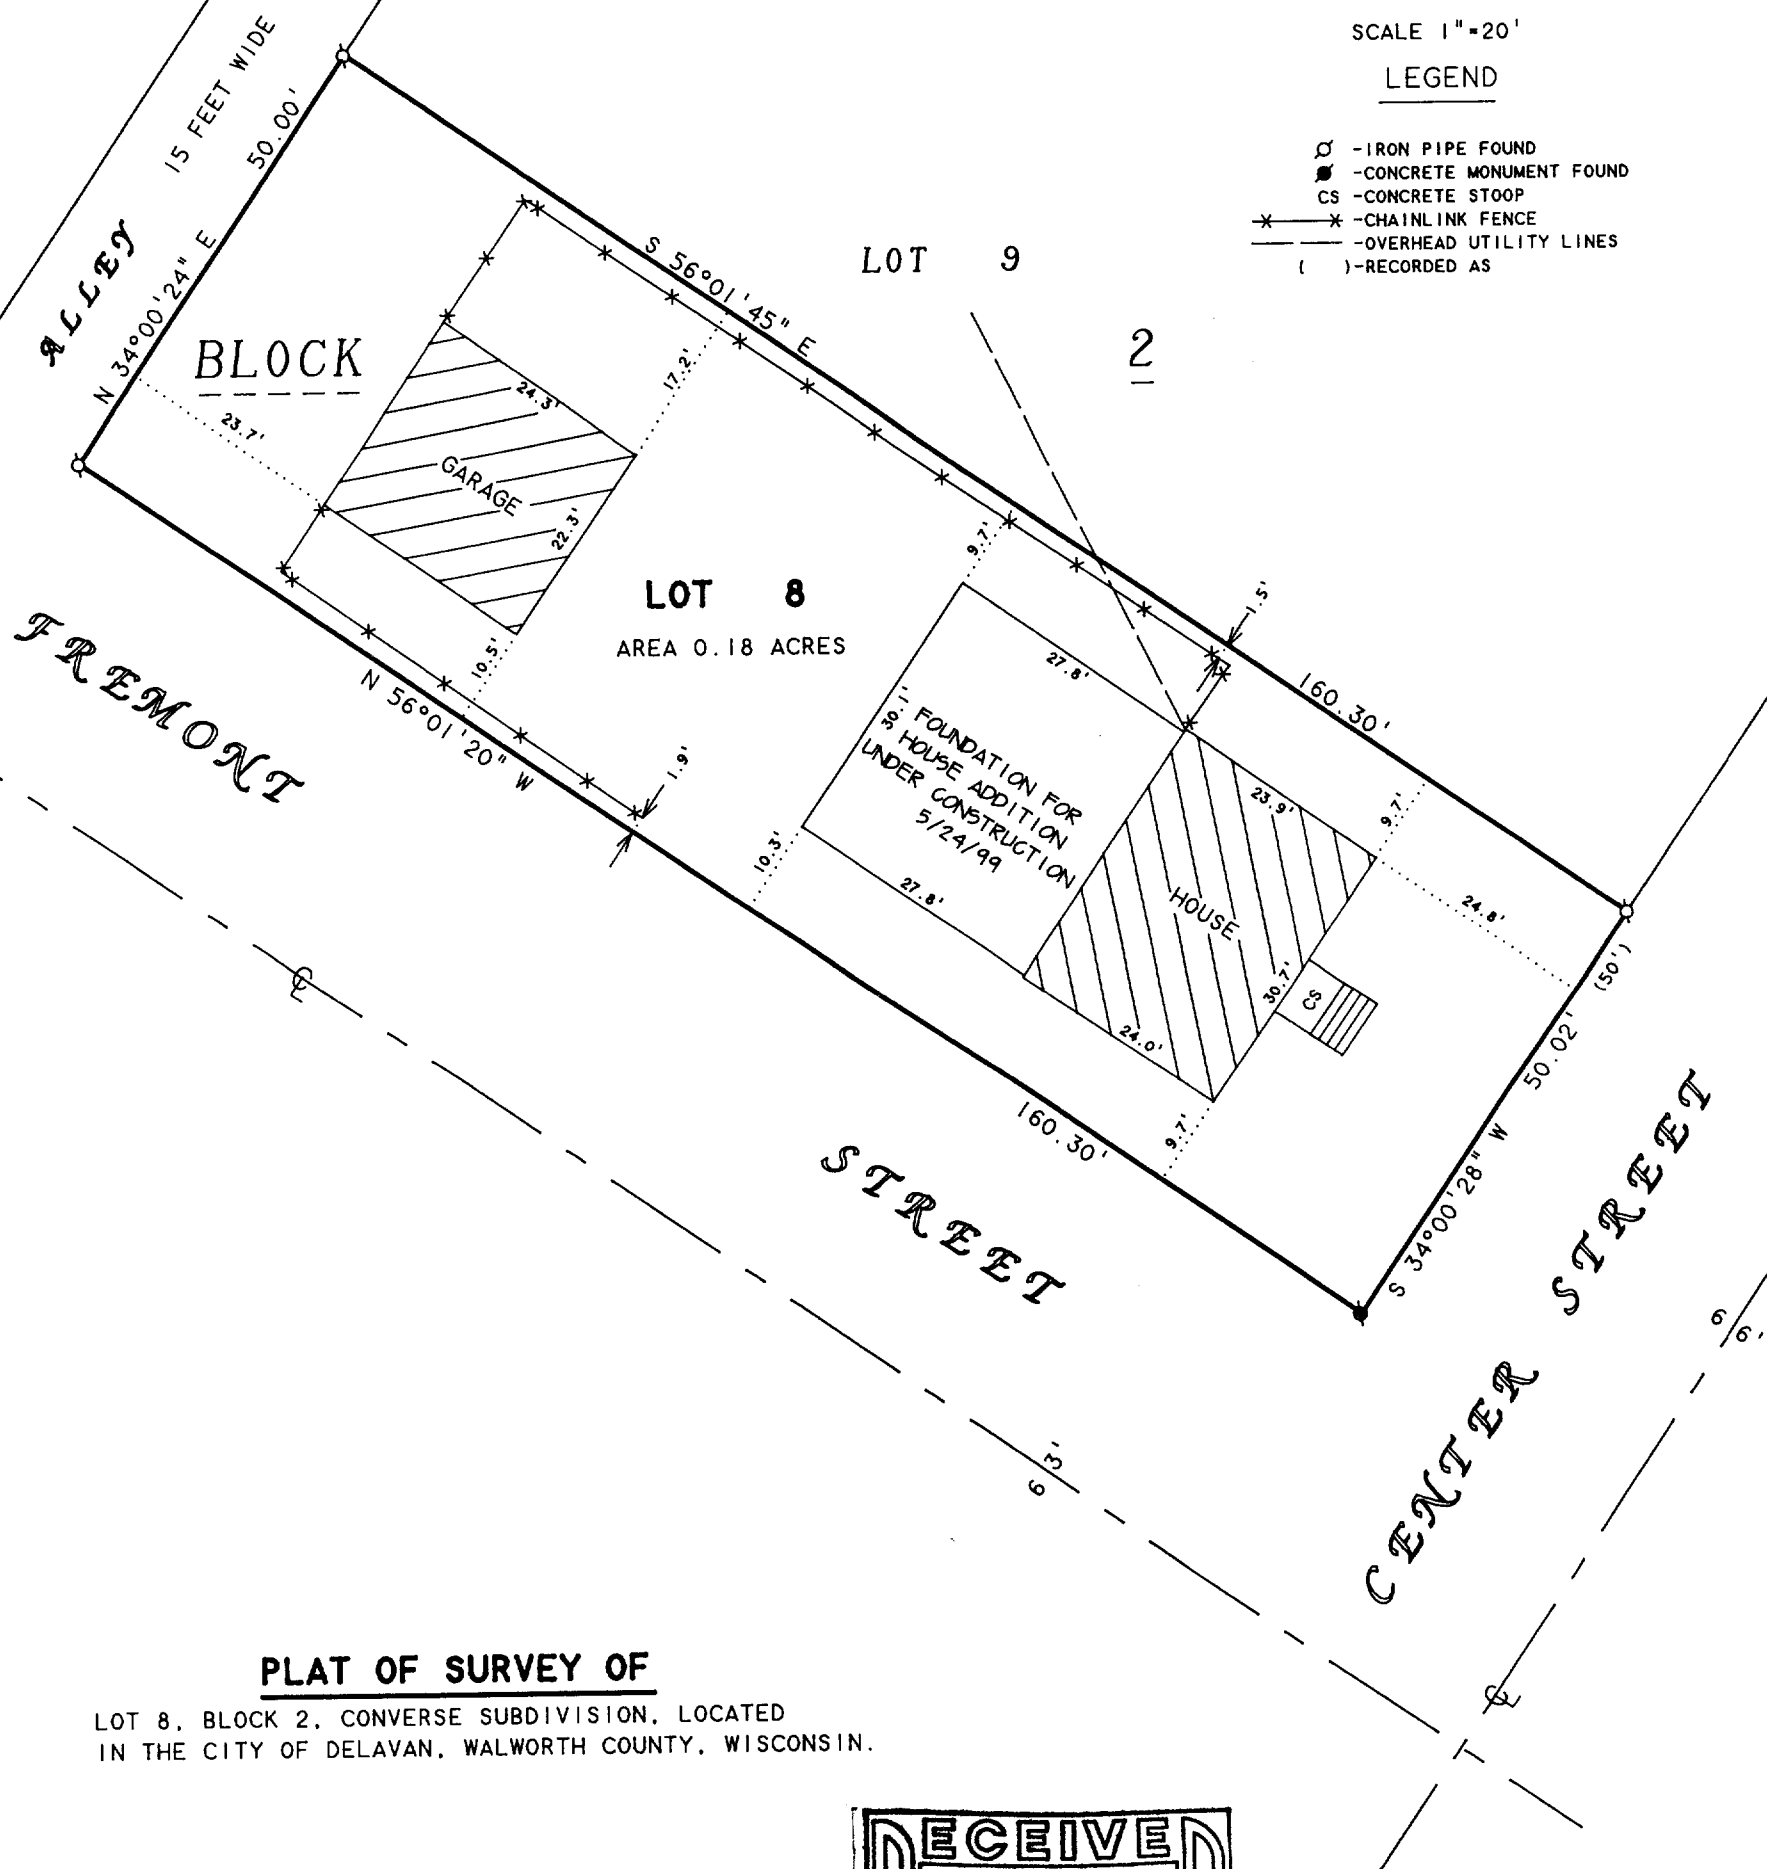 SCALE 1"=20'
LEGEND
-IRON PIPE FOUND
-CONCRETE MONUMENT FOUND
CS -CONCRETE STOOP
-CHAINLINK FENCE
-OVERHEAD UTILITY LINES
( )-RECORDED AS
ALLEY
15 FEET WIDE
50.00'
N 34°00'24" E
BLOCK
2
LOT 9
S 56°01'45" E
160.30'
23.7'
24.3'
GARAGE
22.3'
17.2'
10.5'
LOT 8
AREA 0.18 ACRES
N 56°01'20" W
160.30'
1.9'
1.5'
9.7'
27.8'
FOUNDATION FOR
HOUSE ADDITION
UNDER CONSTRUCTION
5/24/99
27.8'
10.3'
23.9'
9.7'
HOUSE
24.0'
30.7'
CS
24.8'
9.7'
(50')
50.02'
S 34°00'28" W
FREMONT STREET
CENTER STREET
63'
66'
PLAT OF SURVEY OF
LOT 8, BLOCK 2, CONVERSE SUBDIVISION, LOCATED
IN THE CITY OF DELAVAN, WALWORTH COUNTY, WISCONSIN.
RECEIVED